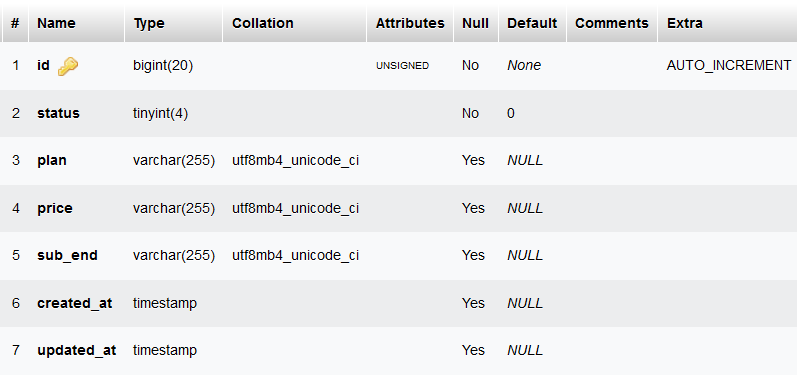 # Name Type Collation Attributes Null Default Comments Extra
1 id bigint(20) UNSIGNED No None AUTO_INCREMENT
2 status tinyint(4) No 0
3 plan varchar(255) utf8mb4_unicode_ci Yes NULL
4 price varchar(255) utf8mb4_unicode_ci Yes NULL
5 sub_end varchar(255) utf8mb4_unicode_ci Yes NULL
6 created_at timestamp Yes NULL
7 updated_at timestamp Yes NULL